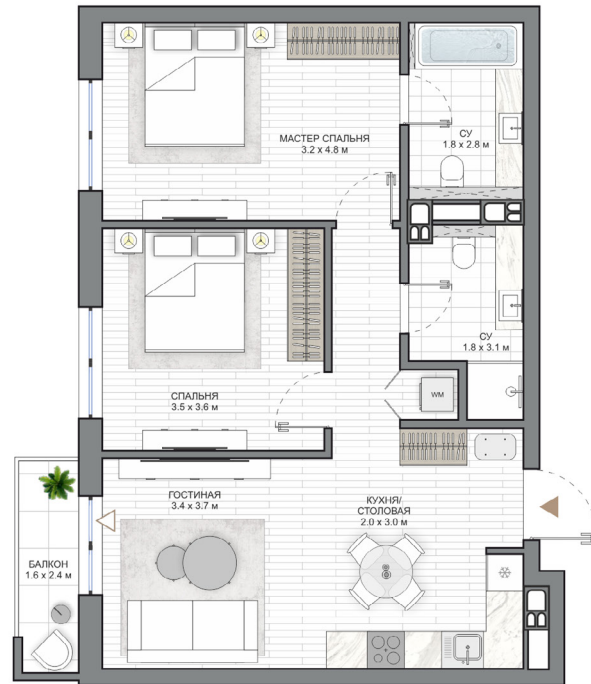 МАСТЕР СПАЛЬНЯ
3.2 x 4.8 м
СУ
1.8 x 2.8 м
СУ
1.8 x 3.1 м
WM
СПАЛЬНЯ
3.5 x 3.6 м
ГОСТИНАЯ
3.4 x 3.7 м
КУХНЯ/
СТОЛОВАЯ
2.0 x 3.0 м
БАЛКОН
1.6 x 2.4 м